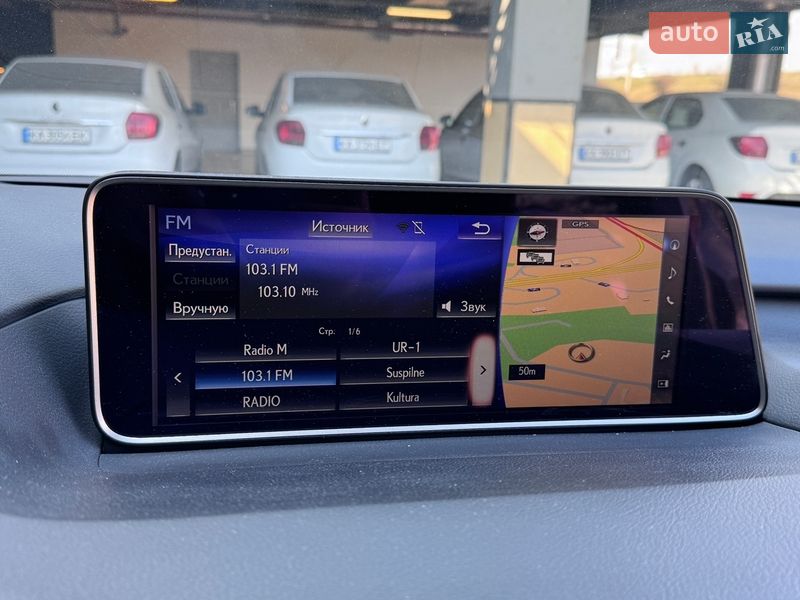 auto RIA
.com
FM
Источник
GPS
Предустан.
Станции
Вручную
Станции
103.1 FM
103.10 MHz
Звук
Стр. 1/6
Radio M
UR-1
103.1 FM
Suspilne
RADIO
Kultura
50m